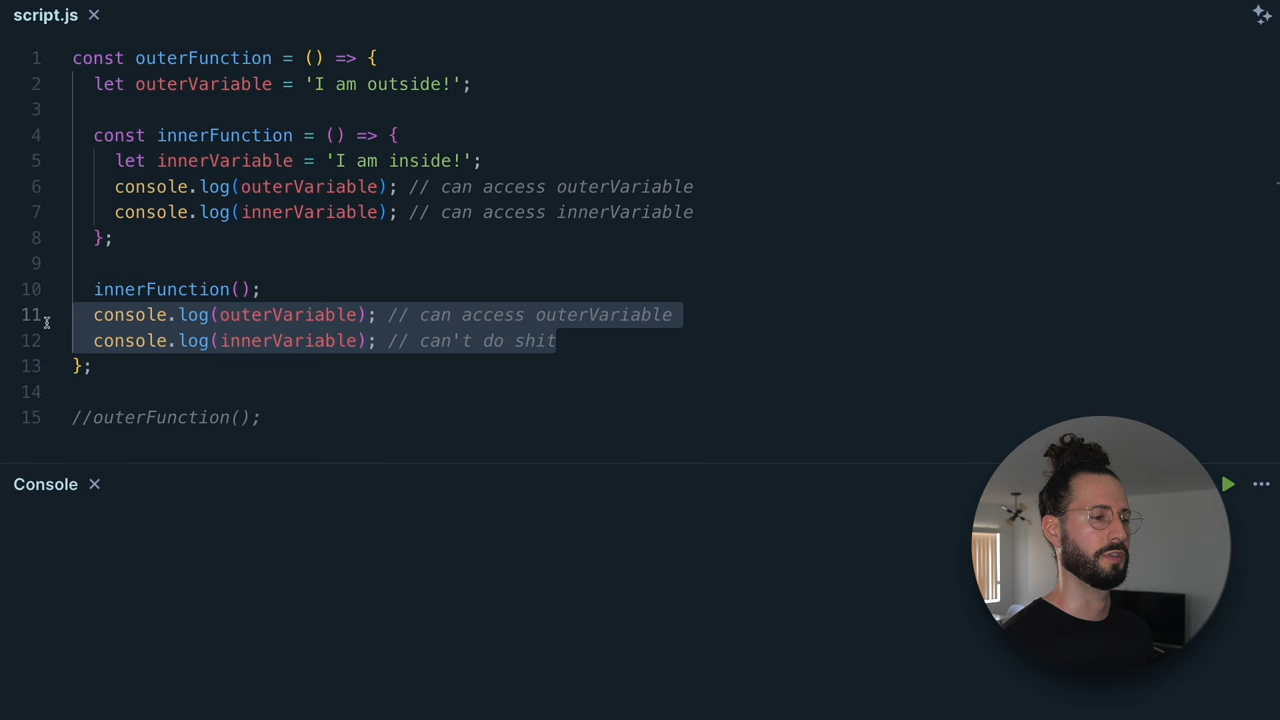 script.js ×
1 const outerFunction = () => {
2 let outerVariable = 'I am outside!';
3
4 const innerFunction = () => {
5 let innerVariable = 'I am inside!';
6 console.log(outerVariable); // can access outerVariable
7 console.log(innerVariable); // can access innerVariable
8 };
9
10 innerFunction();
11 console.log(outerVariable); // can access outerVariable
12 console.log(innerVariable); // can't do shit
13 };
14
15 //outerFunction();
Console ×